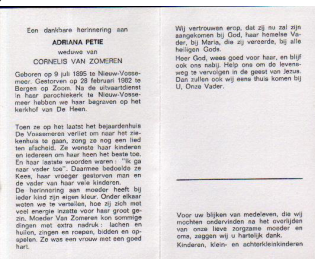 Een dankbare herinnering aan
ADRIANA PETIE
weduwe van
CORNELIS VAN ZOMEREN
Geboren op 9 juli 1895 te Nieuw-Vosse-
meer. Gestorven op 28 februari 1982 te
Bergen op Zoom. Na de uitvaartdienst
in haar parochiekerk te Nieuw-Vosse-
meer hebben we haar begraven op het
kerkhof van De Heen.
Toen ze op het laatst het bejaardenhuis
De Vossemeren verliet om naar het zie-
kenhuis te gaan, zong ze nog een lied
ten afscheid. Ze wenste haar kinderen
en iedereen om haar heen het beste toe.
En haar laatste woorden waren: "Ik ga
naar vader toe". Daarmee bedoelde ze
Kees, haar vroeger gestorven man en
de vader van haar vele kinderen.
De herinnering aan moeder heeft bij
ieder kind zijn eigen kleur. Onder elkaar
weten we te vertellen, hoe zij zich met
veel energie inzette voor haar groot ge-
zin. Moeder Van Zomeren kon sommige
dingen met extra nadruk: lachen en
huilen, zingen en roepen, bidden en op-
spelen. Ze was een vrouw met een goed
hart.
Wij vertrouwen erop, dat zij nu zal zijn
aangekomen bij God, haar hemelse Va-
der, bij Maria, die zij vereerde, bij alle
heiligen Gods.
Heer God, wees goed voor haar, en blijf
ook ons nabij. Help ons om de levens-
weg te vervolgen in de geest van Jezus.
Dan zullen ook wij eens thuis komen bij
U, Onze Vader.
Voor uw blijken van medeleven, die wij
mochten ondervinden na het overlijden
van onze lieve zorgzame moeder en
oma, zeggen wij u hartelijk dank.
Kinderen, klein- en achterkleinkinderen